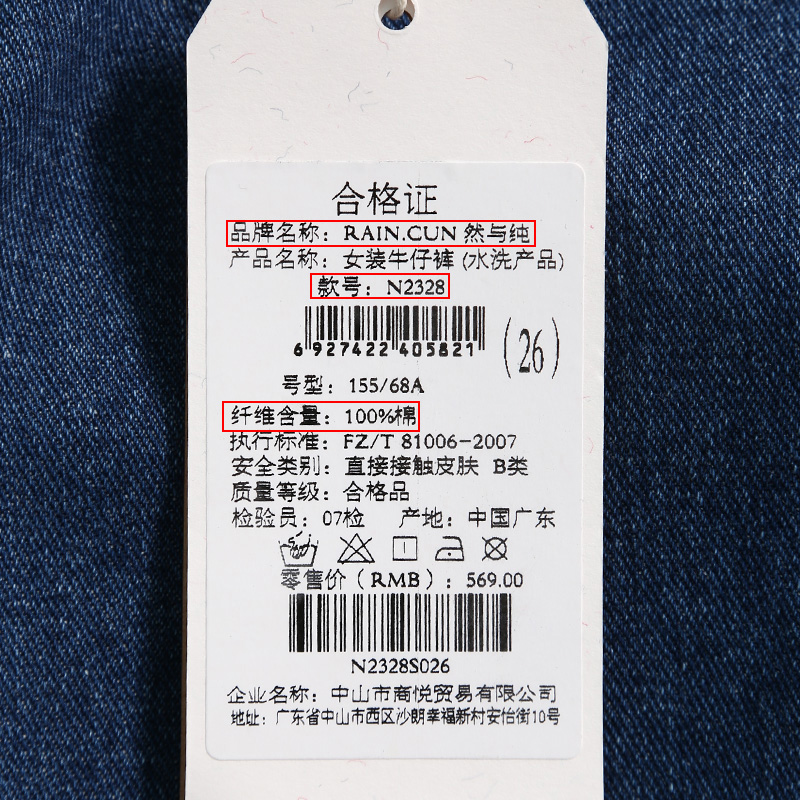 合格证
品牌名称：RAIN.CUN 然与纯
产品名称：女装牛仔裤 (水洗产品)
款号：N2328
6 927422 405821
(26)
号型：155/68A
纤维含量：100%棉
执行标准：FZ/T 81006-2007
安全类别：直接接触皮肤 B类
质量等级：合格品
检验员：07检 产地：中国广东
零售价（RMB）：569.00
N2328S026
企业名称：中山市商悦贸易有限公司
地址：广东省中山市西区沙朗幸福新村安怡街10号